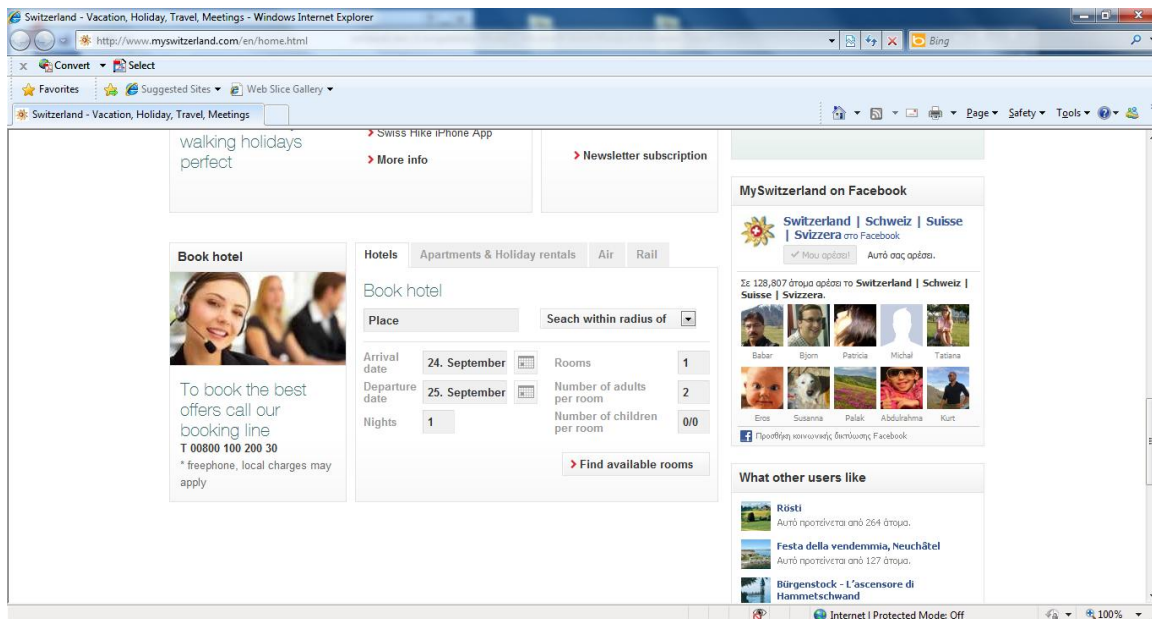 Switzerland - Vacation, Holiday, Travel, Meetings - Windows Internet Explorer
http://www.myswitzerland.com/en/home.html
Bing
x Convert Select
Favorites Suggested Sites Web Slice Gallery
Switzerland - Vacation, Holiday, Travel, Meetings
Page Safety Tools
walking holidays
perfect
Swiss Hike iPhone App
More info
Newsletter subscription
Book hotel
To book the best
offers call our
booking line
T 00800 100 200 30
* freephone, local charges may
apply
Hotels Apartments & Holiday rentals Air Rail
Book hotel
Place Seach within radius of
Arrival
date
24. September
Rooms 1
Departure
date
25. September
Number of adults
per room
2
Nights 1
Number of children
per room
0/0
Find available rooms
MySwitzerland on Facebook
Switzerland | Schweiz | Suisse
| Svizzera στο Facebook
Μου αρέσει! Αυτό σας αρέσει.
Σε 128,807 άτομα αρέσει το Switzerland | Schweiz |
Suisse | Svizzera.
Babar Bjorn Patricia Michał Tatiana
Eros Susanna Palak Abdulrahma Kurt
Προσθήκη κοινωνικής δικτύωσης Facebook
What other users like
Rösti
Αυτό προτείνεται από 264 άτομα.
Festa della vendemmia, Neuchâtel
Αυτό προτείνεται από 127 άτομα.
Bürgenstock - L'ascensore di
Hammetschwand
Internet | Protected Mode: Off
100%